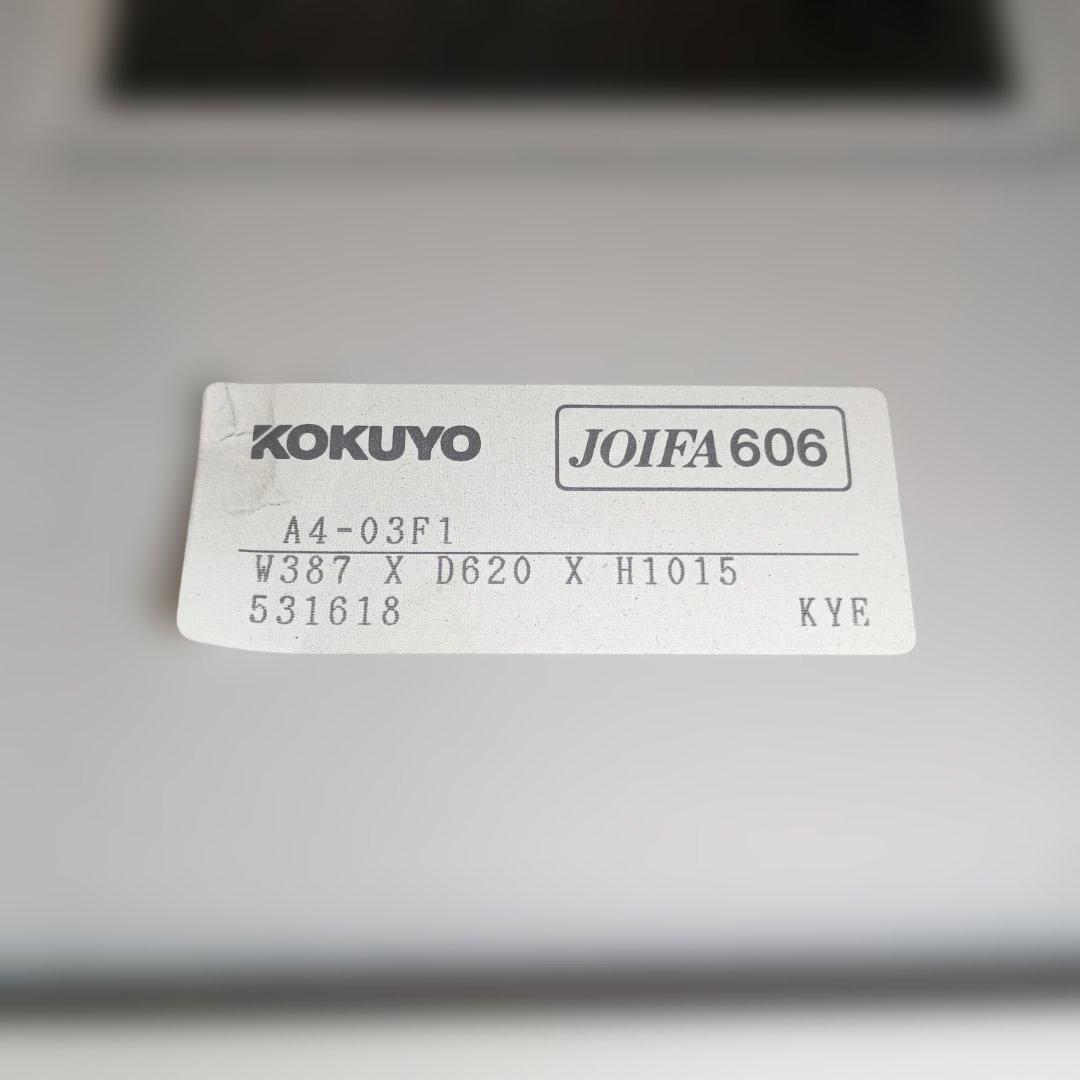 KOKUYO JOIFA 606
A4-03F1
W387 X D620 X H1015
531618 KYE